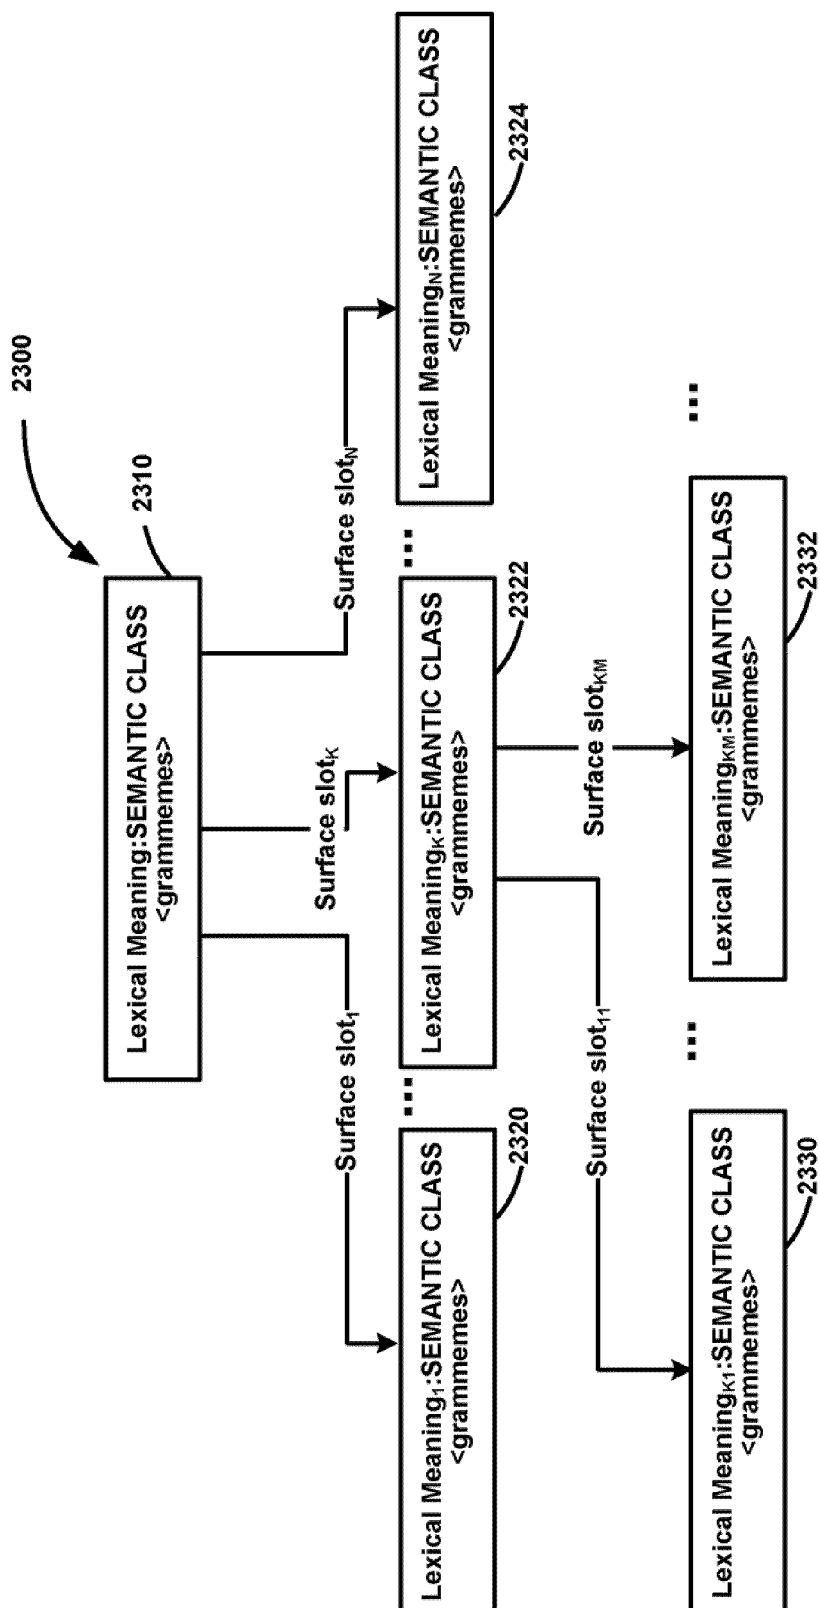 2300
2310
Lexical Meaning:SEMANTIC CLASS
<grammemes>
Surface slot₁
Surface slotK
Surface slotN
...
...
Lexical Meaning₁:SEMANTIC CLASS
<grammemes>
2320
Lexical MeaningK:SEMANTIC CLASS
<grammemes>
2322
Lexical MeaningN:SEMANTIC CLASS
<grammemes>
2324
Surface slot₁₁
Surface slotKM
Lexical MeaningK1:SEMANTIC CLASS
<grammemes>
2330
...
Lexical MeaningKM:SEMANTIC CLASS
<grammemes>
2332
...